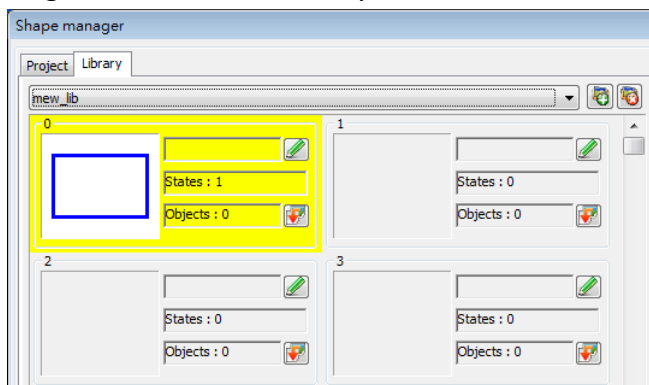 Shape manager
Project Library
mew_lib
0 1
States : 1 States : 0
Objects : 0 Objects : 0
2 3
States : 0 States : 0
Objects : 0 Objects : 0